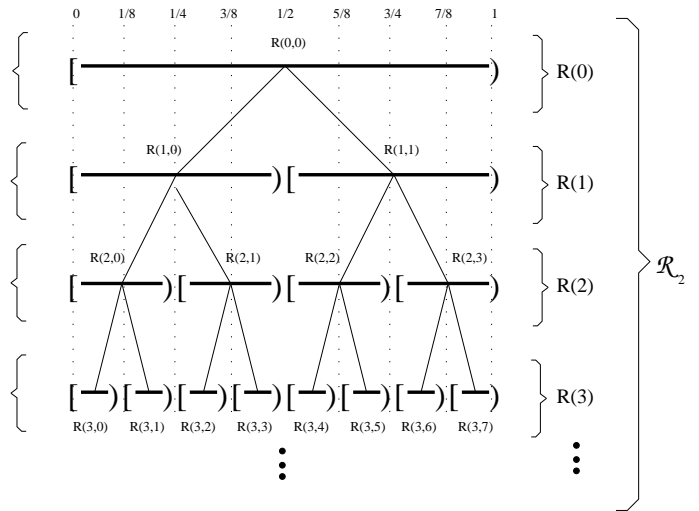 0 1/8 1/4 3/8 1/2 5/8 3/4 7/8 1
R(0,0)
[ ) R(0)
R(1,0) R(1,1)
[ ) [ ) R(1)
R(2,0) R(2,1) R(2,2) R(2,3)
ℛ₂
[ ) [ ) [ ) [ ) R(2)
[ ) [ ) [ ) [ ) [ ) [ ) [ ) [ ) R(3)
R(3,0) R(3,1) R(3,2) R(3,3) R(3,4) R(3,5) R(3,6) R(3,7)